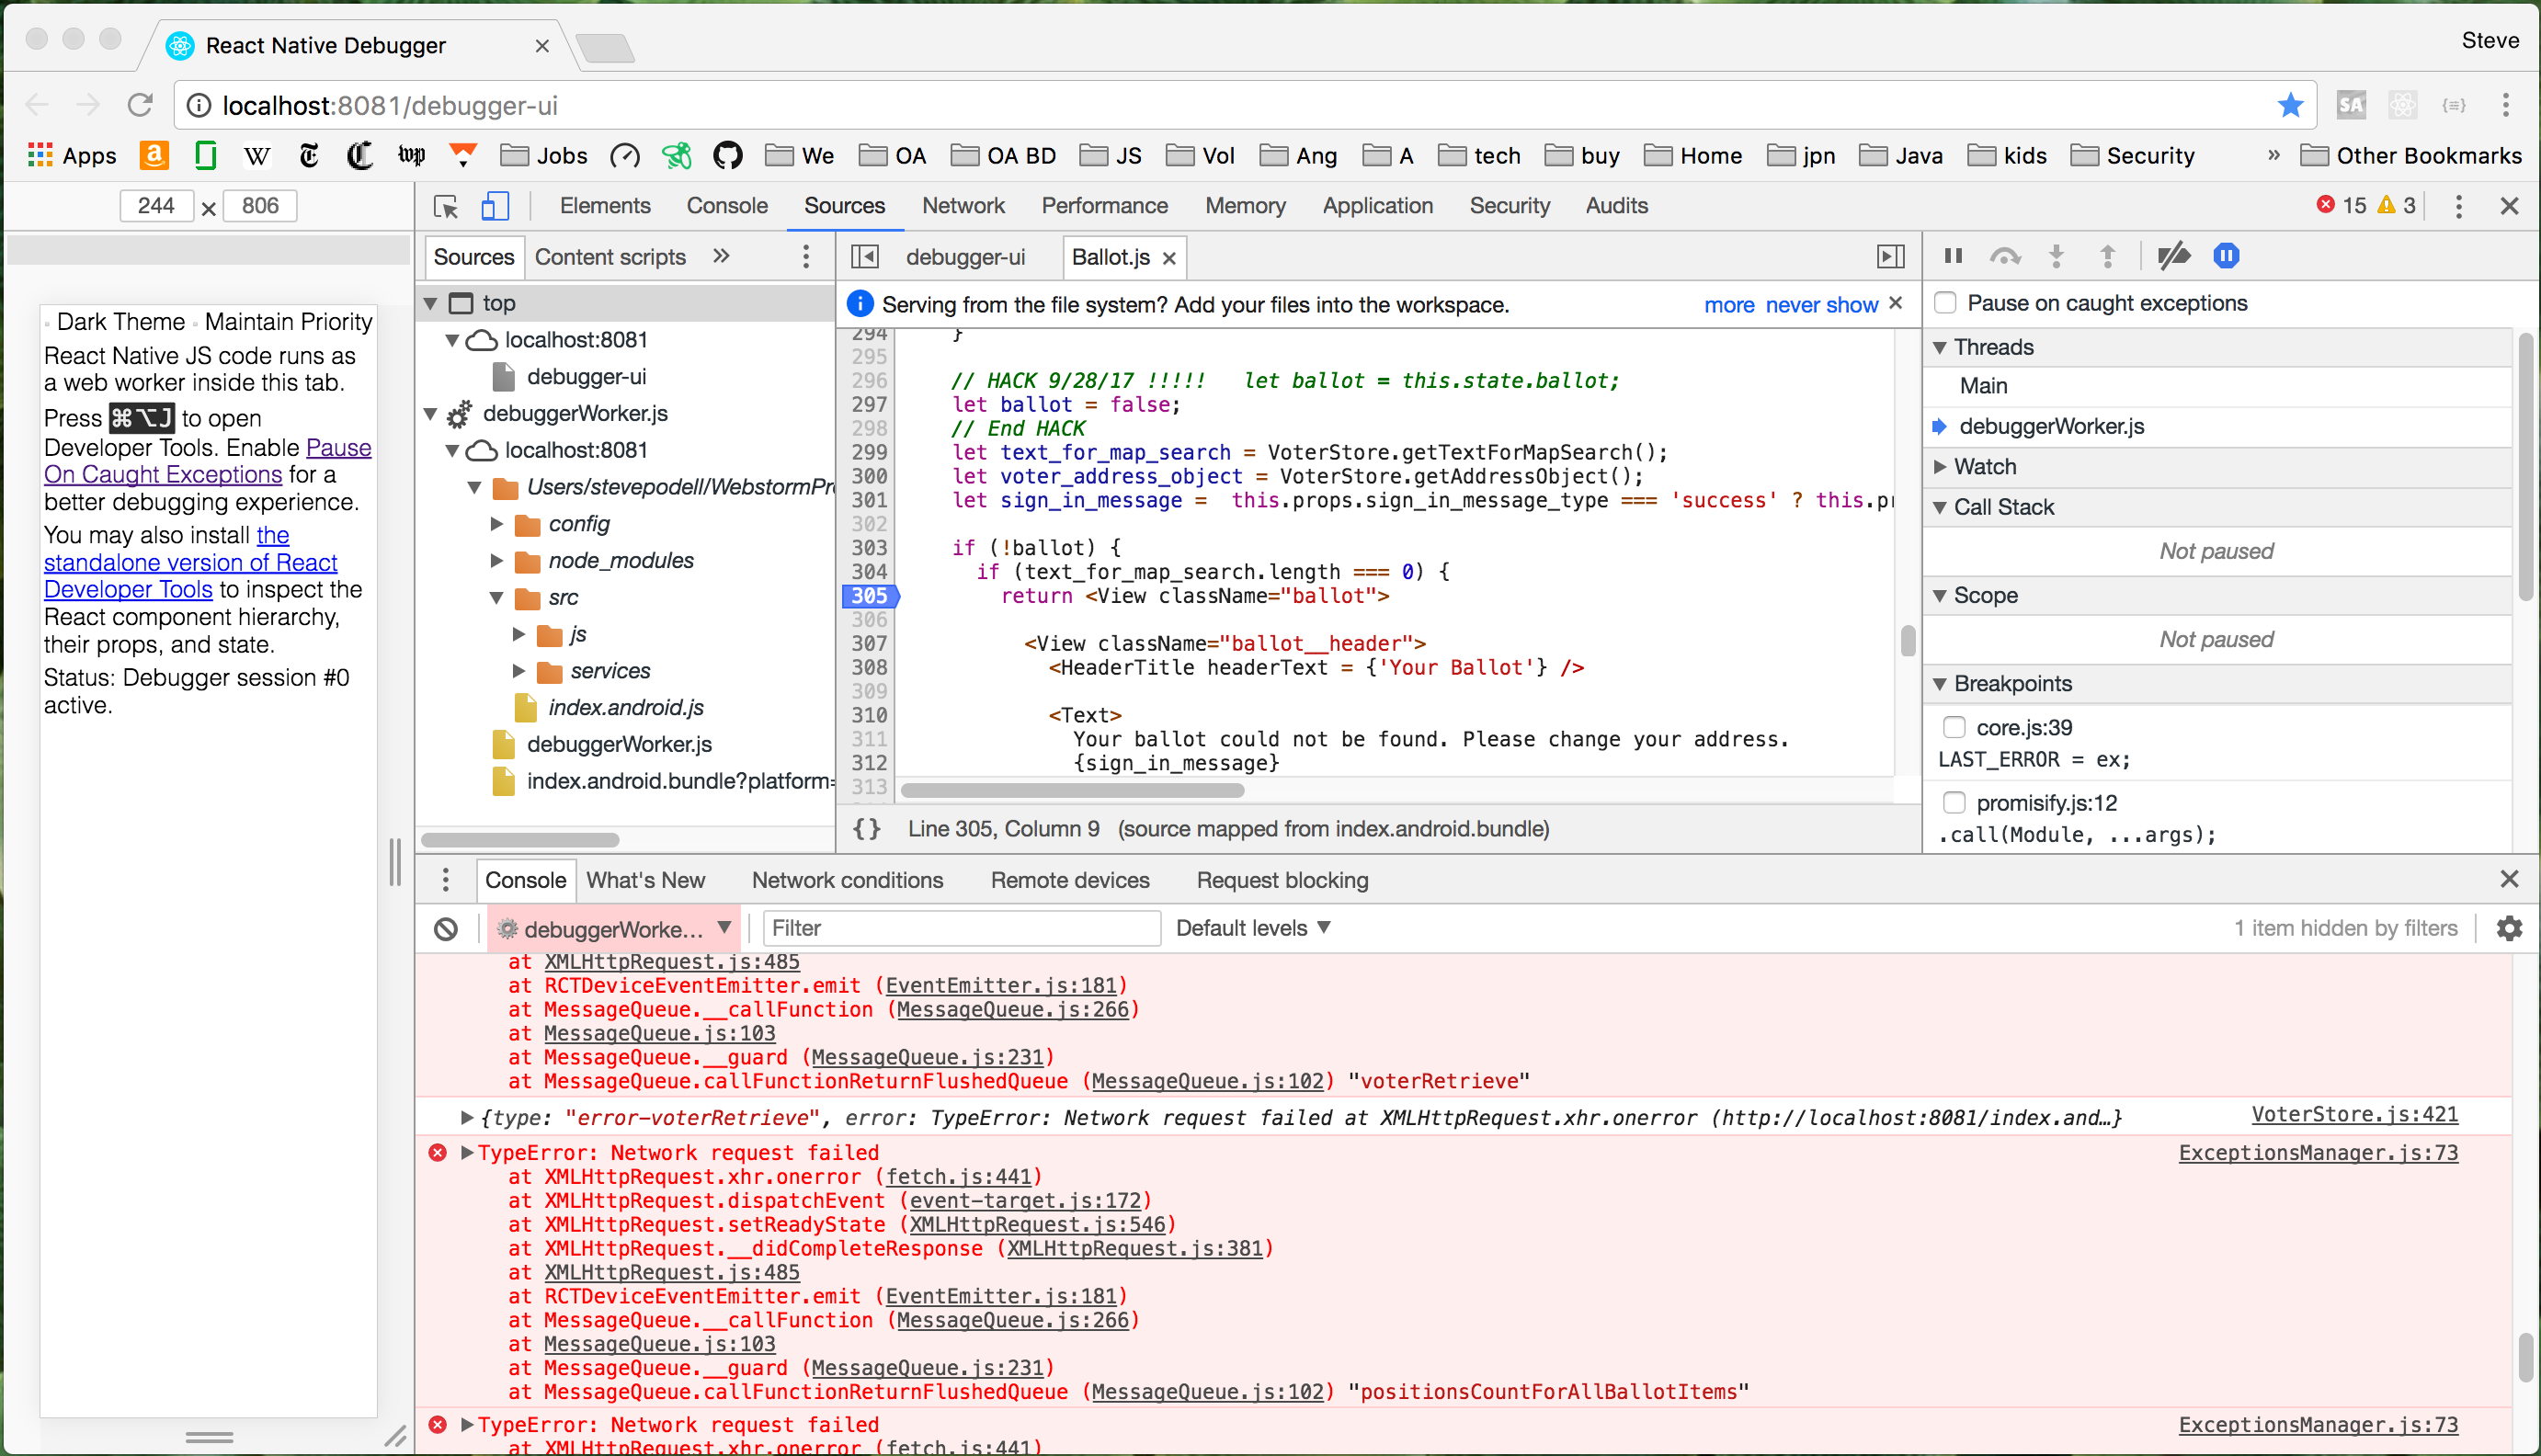 React Native Debugger
Steve
localhost:8081/debugger-ui
SA
Apps
a
W
T
C
wp
Jobs
We
OA
OA BD
JS
Vol
Ang
A
tech
buy
Home
jpn
Java
kids
Security
»
Other Bookmarks
244 × 806
Elements
Console
Sources
Network
Performance
Memory
Application
Security
Audits
15
3
Dark Theme Maintain Priority
React Native JS code runs as
a web worker inside this tab.
Press ⌘⌥J to open
Developer Tools. Enable Pause
On Caught Exceptions for a
better debugging experience.
You may also install the
standalone version of React
Developer Tools to inspect the
React component hierarchy,
their props, and state.
Status: Debugger session #0
active.
Sources
Content scripts
»
top
localhost:8081
debugger-ui
debuggerWorker.js
localhost:8081
Users/stevepodell/WebstormPr
config
node_modules
src
js
services
index.android.js
debuggerWorker.js
index.android.bundle?platform=
debugger-ui
Ballot.js ×
Serving from the file system? Add your files into the workspace.
more never show ×
294 }
295
296 // HACK 9/28/17 !!!!! let ballot = this.state.ballot;
297 let ballot = false;
298 // End HACK
299 let text_for_map_search = VoterStore.getTextForMapSearch();
300 let voter_address_object = VoterStore.getAddressObject();
301 let sign_in_message = this.props.sign_in_message_type === 'success' ? this.pr
302
303 if (!ballot) {
304 if (text_for_map_search.length === 0) {
305 return <View className="ballot">
306
307 <View className="ballot__header">
308 <HeaderTitle headerText = {'Your Ballot'} />
309
310 <Text>
311 Your ballot could not be found. Please change your address.
312 {sign_in_message}
313
{} Line 305, Column 9 (source mapped from index.android.bundle)
Pause on caught exceptions
Threads
Main
debuggerWorker.js
Watch
Call Stack
Not paused
Scope
Not paused
Breakpoints
core.js:39
LAST_ERROR = ex;
promisify.js:12
.call(Module, ...args);
Console
What's New
Network conditions
Remote devices
Request blocking
debuggerWorke...
Filter
Default levels
1 item hidden by filters
at XMLHttpRequest.js:485
at RCTDeviceEventEmitter.emit (EventEmitter.js:181)
at MessageQueue.__callFunction (MessageQueue.js:266)
at MessageQueue.js:103
at MessageQueue.__guard (MessageQueue.js:231)
at MessageQueue.callFunctionReturnFlushedQueue (MessageQueue.js:102) "voterRetrieve"
{type: "error-voterRetrieve", error: TypeError: Network request failed at XMLHttpRequest.xhr.onerror (http://localhost:8081/index.and…}
VoterStore.js:421
TypeError: Network request failed
ExceptionsManager.js:73
at XMLHttpRequest.xhr.onerror (fetch.js:441)
at XMLHttpRequest.dispatchEvent (event-target.js:172)
at XMLHttpRequest.setReadyState (XMLHttpRequest.js:546)
at XMLHttpRequest.__didCompleteResponse (XMLHttpRequest.js:381)
at XMLHttpRequest.js:485
at RCTDeviceEventEmitter.emit (EventEmitter.js:181)
at MessageQueue.__callFunction (MessageQueue.js:266)
at MessageQueue.js:103
at MessageQueue.__guard (MessageQueue.js:231)
at MessageQueue.callFunctionReturnFlushedQueue (MessageQueue.js:102) "positionsCountForAllBallotItems"
TypeError: Network request failed
ExceptionsManager.js:73
at XMLHttpRequest.xhr.onerror (fetch.js:441)